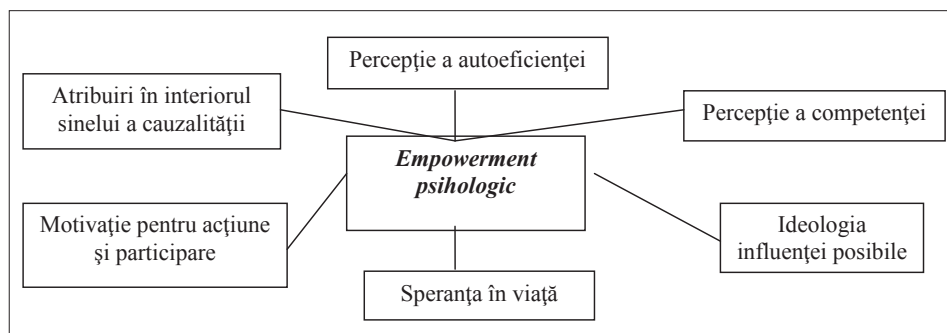 Percepţie a autoeficienţei
Atribuiri în interiorul
sinelui a cauzalităţii
Percepţie a competenţei
Empowerment
psihologic
Motivaţie pentru acţiune
şi participare
Ideologia
influenţei posibile
Speranţa în viaţă